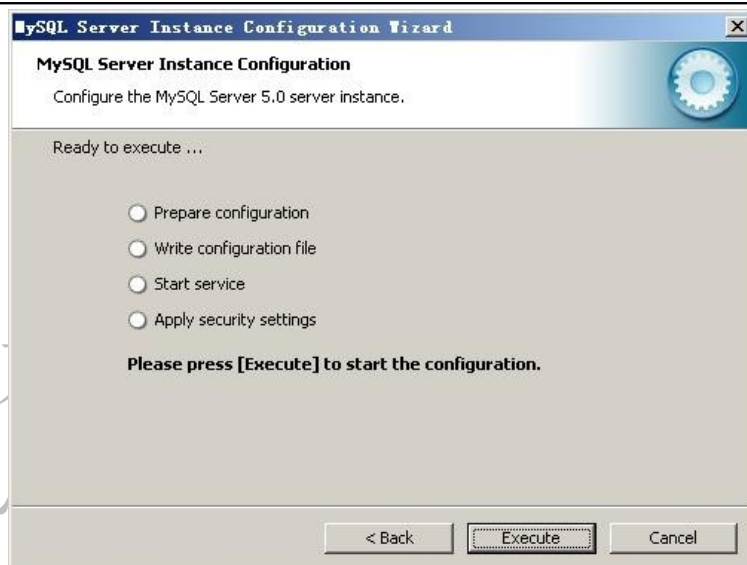 MySQL Server Instance Configuration Wizard
MySQL Server Instance Configuration
Configure the MySQL Server 5.0 server instance.
Ready to execute ...
Prepare configuration
Write configuration file
Start service
Apply security settings
Please press [Execute] to start the configuration.
< Back Execute Cancel